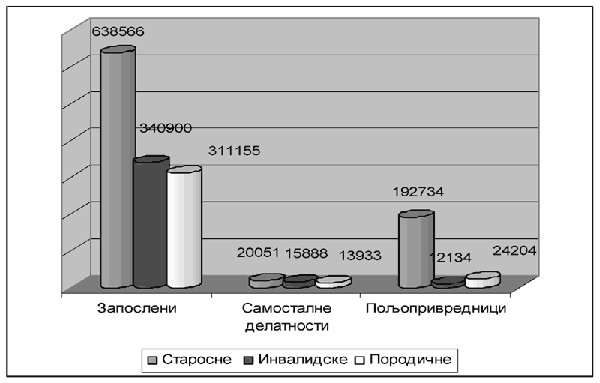 638566
340900
311155
192734
20051 15888 13933
12134
24204
Запослени
Самосталне делатности
Пољопривредници
Старосне Инвалидске Породичне